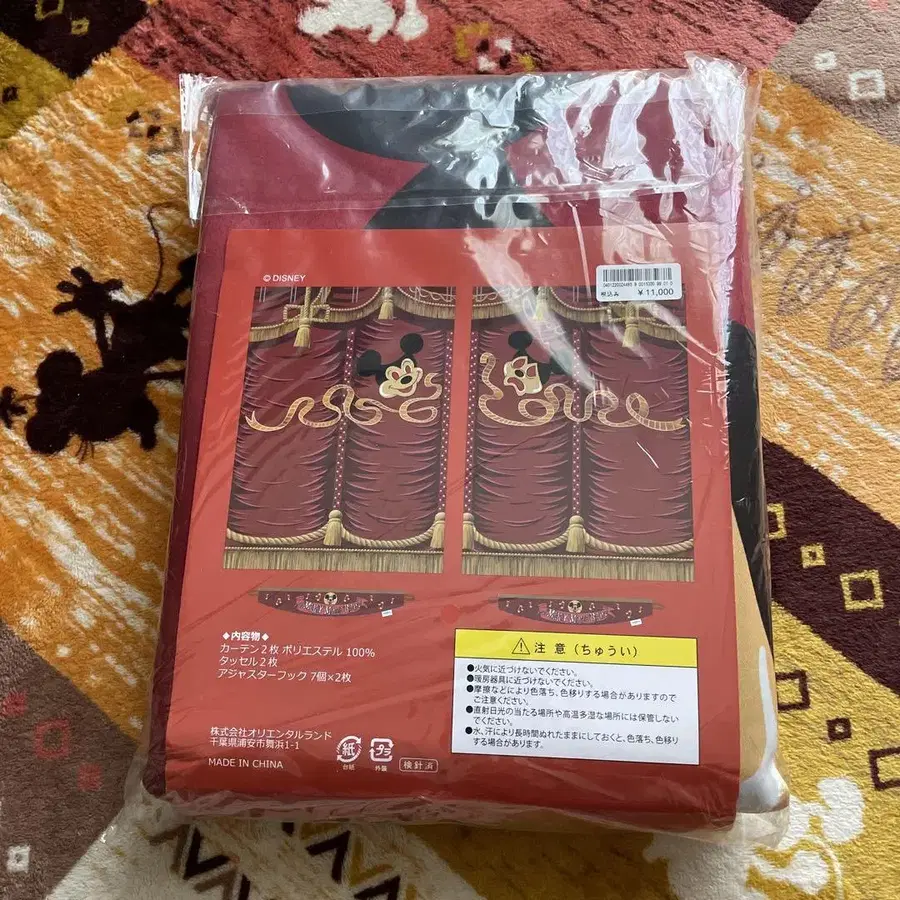 © DISNEY
税込み ¥11,000
◆内容物◆
カーテン2枚 ポリエステル 100%
タッセル2枚
アジャスターフック 7個×2枚
株式会社オリエンタルランド
千葉県浦安市舞浜1-1
MADE IN CHINA
紙
台紙
プラ
外装
検針済
注 意（ちゅうい）
●火気に近づけないでください。
●暖房器具に近づけないでください。
●摩擦などにより色落ち、色移りする場合がありますので
ご注意ください。
●直射日光の当たる場所や高温多湿な場所には保管しない
でください。
●水、汗により長時間ぬれたままにしておくと、色落ち、色移り
する場合があります。